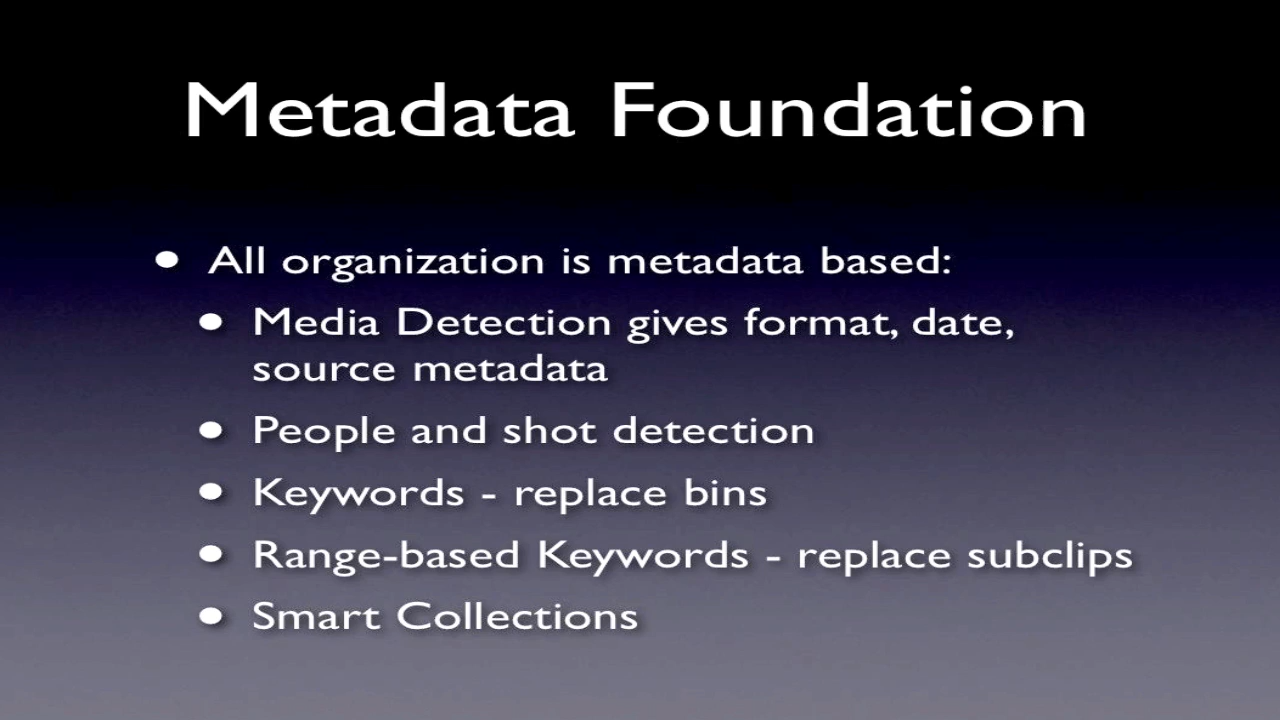 Metadata Foundation
• All organization is metadata based:
• Media Detection gives format, date,
source metadata
• People and shot detection
• Keywords - replace bins
• Range-based Keywords - replace subclips
• Smart Collections